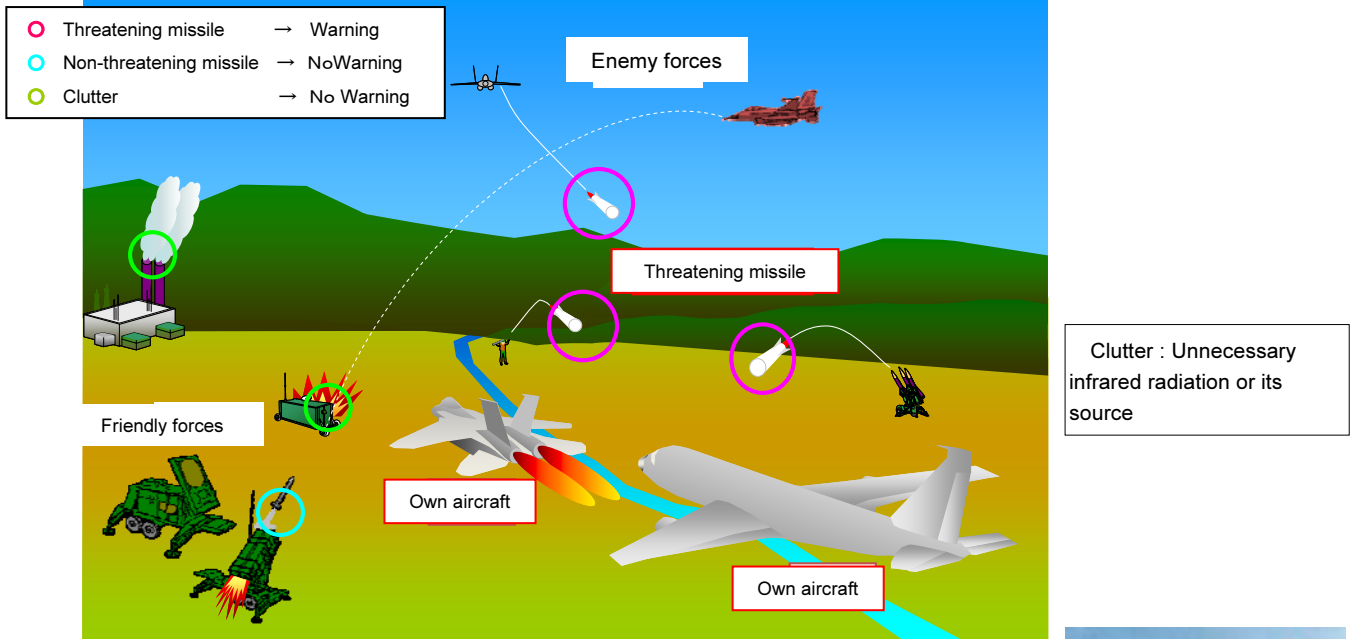 Threatening missile → Warning
Non-threatening missile → NoWarning
Clutter → No Warning
Enemy forces
Threatening missile
Clutter : Unnecessary
infrared radiation or its
source
Friendly forces
Own aircraft
Own aircraft